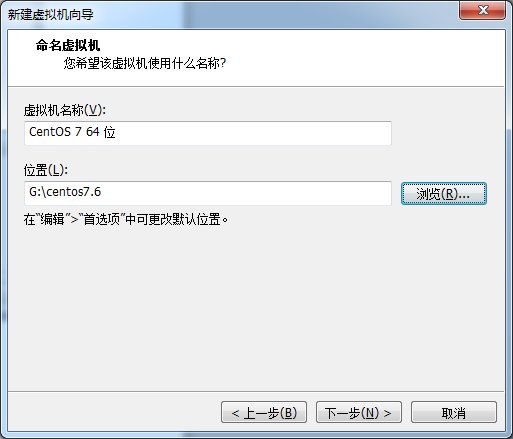 新建虚拟机向导
命名虚拟机
您希望该虚拟机使用什么名称?
虚拟机名称(V):
CentOS 7 64 位
位置(L):
G:\centos7.6
浏览(R)...
在“编辑”>“首选项”中可更改默认位置。
< 上一步(B)
下一步(N) >
取消